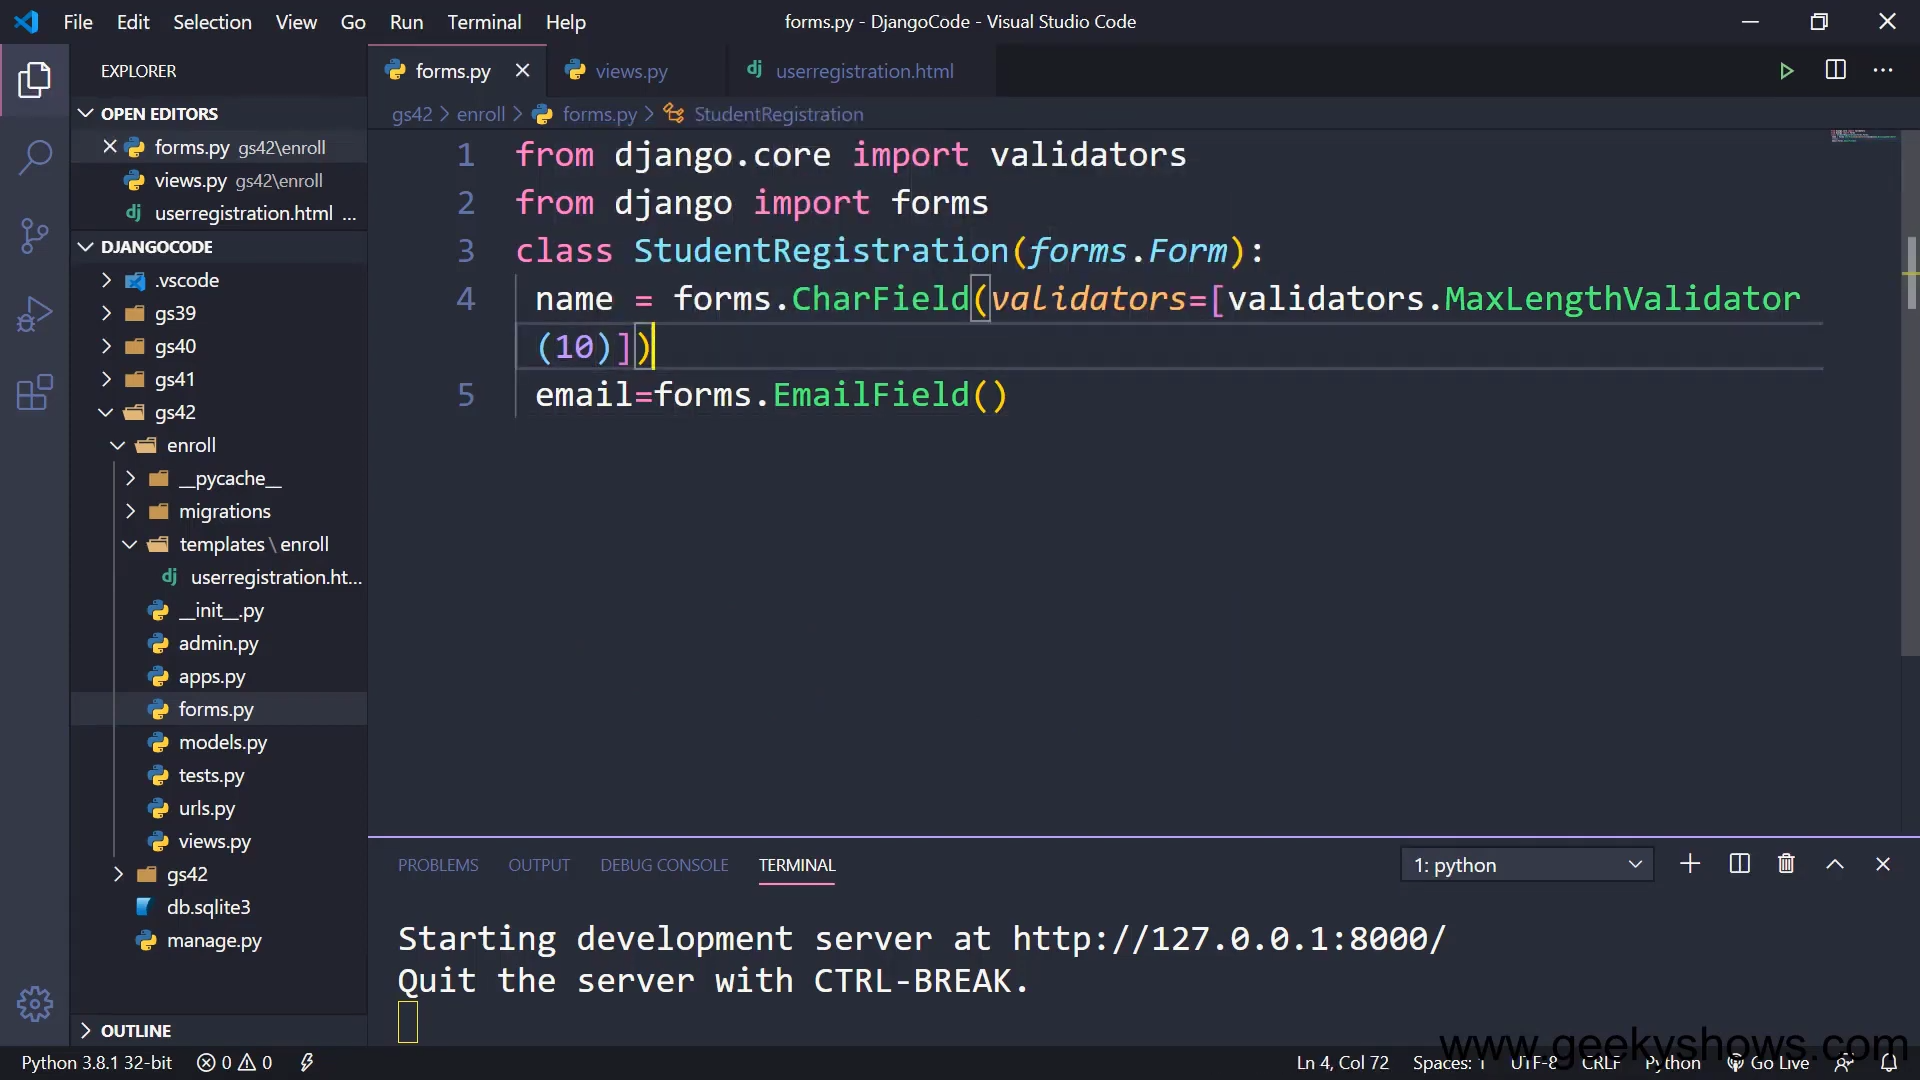 File Edit Selection View Go Run Terminal Help
forms.py - DjangoCode - Visual Studio Code
EXPLORER
OPEN EDITORS
forms.py gs42\enroll
views.py gs42\enroll
userregistration.html ...
DJANGOCODE
.vscode
gs39
gs40
gs41
gs42
enroll
__pycache__
migrations
templates\enroll
userregistration.ht...
__init__.py
admin.py
apps.py
forms.py
models.py
tests.py
urls.py
views.py
gs42
db.sqlite3
manage.py
OUTLINE
forms.py views.py userregistration.html
gs42 > enroll > forms.py > StudentRegistration
1 from django.core import validators
2 from django import forms
3 class StudentRegistration(forms.Form):
4 name = forms.CharField(validators=[validators.MaxLengthValidator
(10)])
5 email=forms.EmailField()
PROBLEMS OUTPUT DEBUG CONSOLE TERMINAL
1: python
Starting development server at http://127.0.0.1:8000/
Quit the server with CTRL-BREAK.
www.geekyshows.com
Python 3.8.1 32-bit 0 0 Ln 4, Col 72 Spaces: 1 UTF-8 CRLF Python Go Live